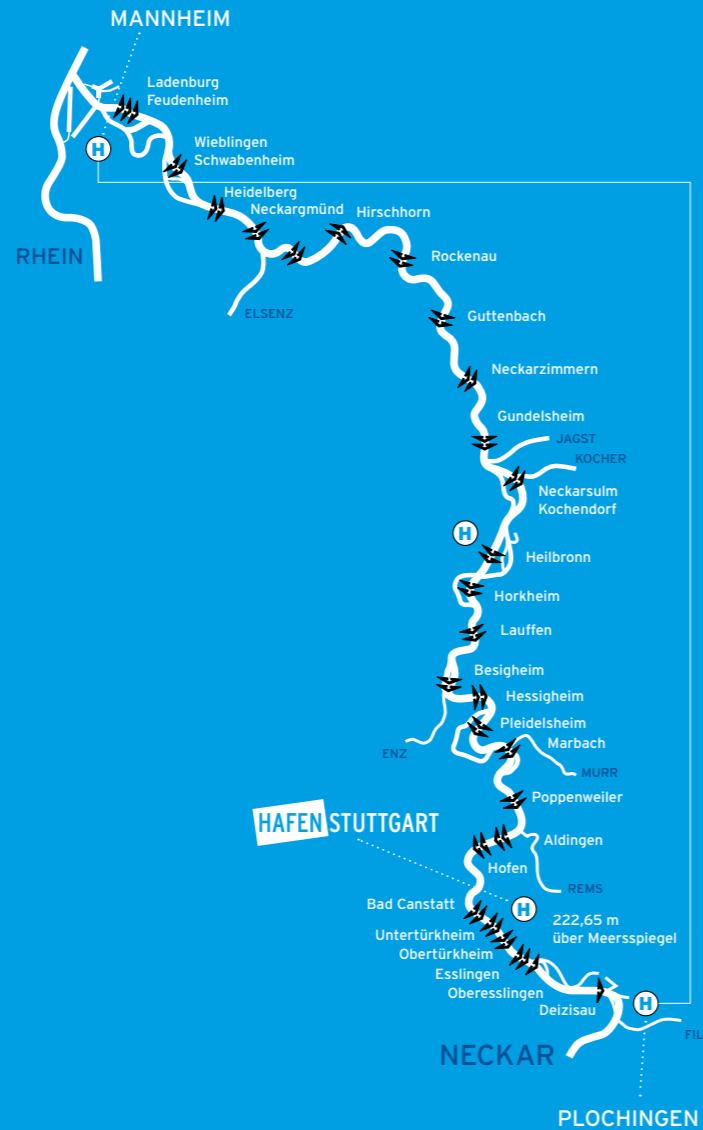 MANNHEIM
Ladenburg
Feudenheim
H
Wieblingen
Schwabenheim
Heidelberg
Neckargmünd
Hirschhorn
RHEIN
Rockenau
ELSENZ
Guttenbach
Neckarzimmern
Gundelsheim
JAGST
KOCHER
Neckarsulm
Kochendorf
H
Heilbronn
Horkheim
Lauffen
Besigheim
Hessigheim
Pleidelsheim
Marbach
ENZ
MURR
Poppenweiler
HAFEN STUTTGART
Aldingen
Hofen
REMS
Bad Canstatt
H
222,65 m
über Meersspiegel
Untertürkheim
Obertürkheim
Esslingen
Oberesslingen
Deizisau
H
FIL
NECKAR
PLOCHINGEN